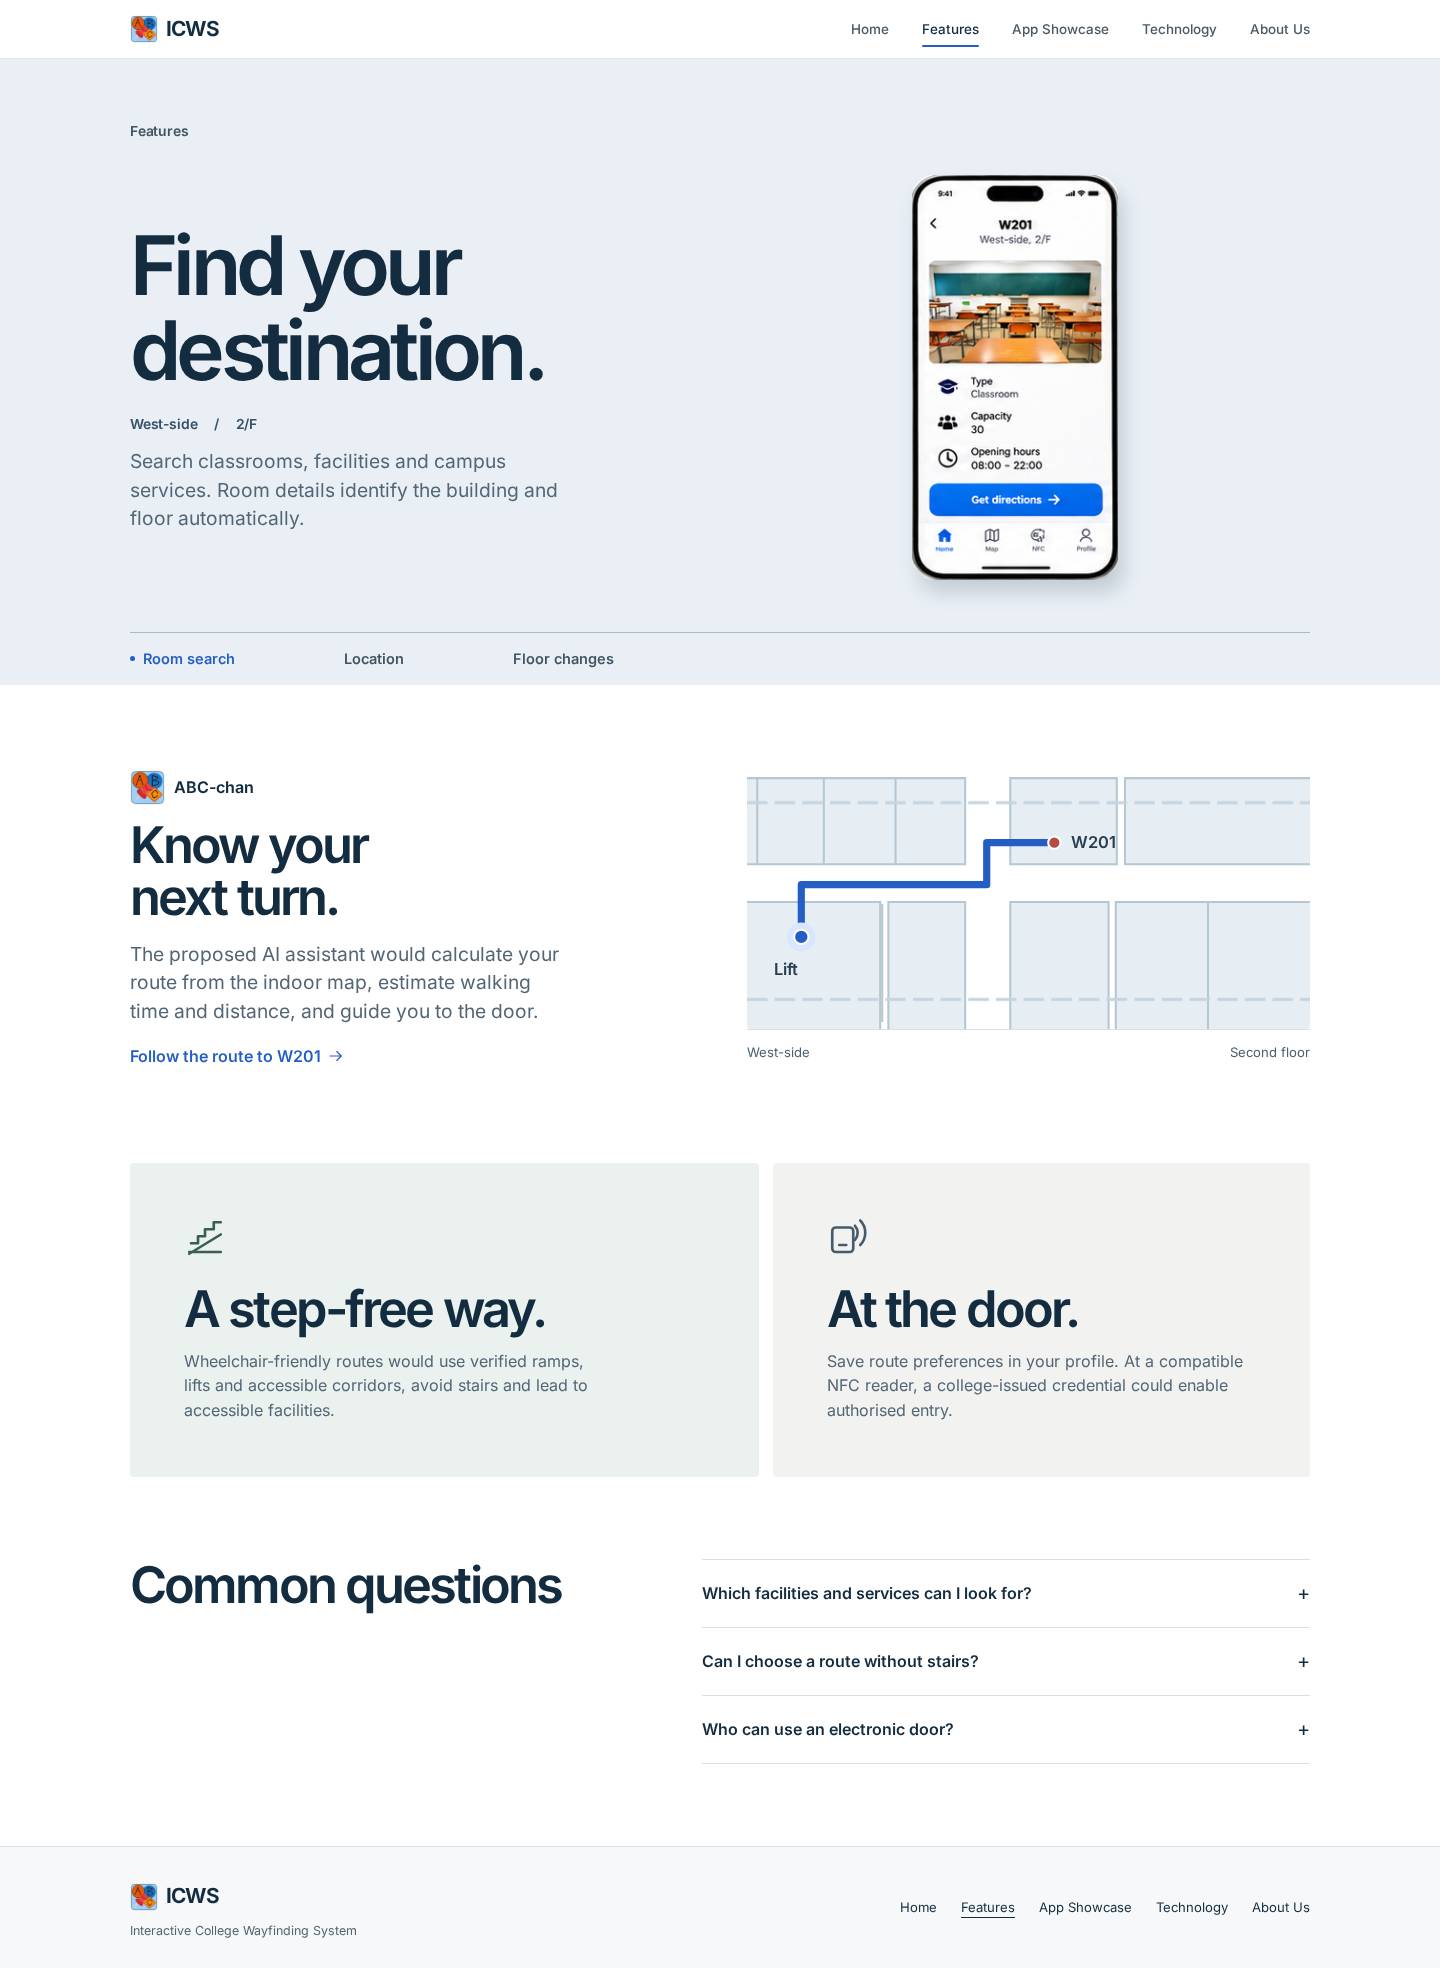 ICWS
Home
Features
App Showcase
Technology
About Us
Features
Find your
destination.
West-side / 2/F
Search classrooms, facilities and campus
services. Room details identify the building and
floor automatically.
9:41
W201
West-side, 2/F
Type
Classroom
Capacity
30
Opening hours
08:00 – 22:00
Get directions →
Home
Map
NFC
Profile
Room search
Location
Floor changes
ABC-chan
Know your
next turn.
The proposed AI assistant would calculate your
route from the indoor map, estimate walking
time and distance, and guide you to the door.
Follow the route to W201 →
W201
Lift
West-side
Second floor
A step-free way.
Wheelchair-friendly routes would use verified ramps,
lifts and accessible corridors, avoid stairs and lead to
accessible facilities.
At the door.
Save route preferences in your profile. At a compatible
NFC reader, a college-issued credential could enable
authorised entry.
Common questions
Which facilities and services can I look for? +
Can I choose a route without stairs? +
Who can use an electronic door? +
ICWS
Interactive College Wayfinding System
Home
Features
App Showcase
Technology
About Us